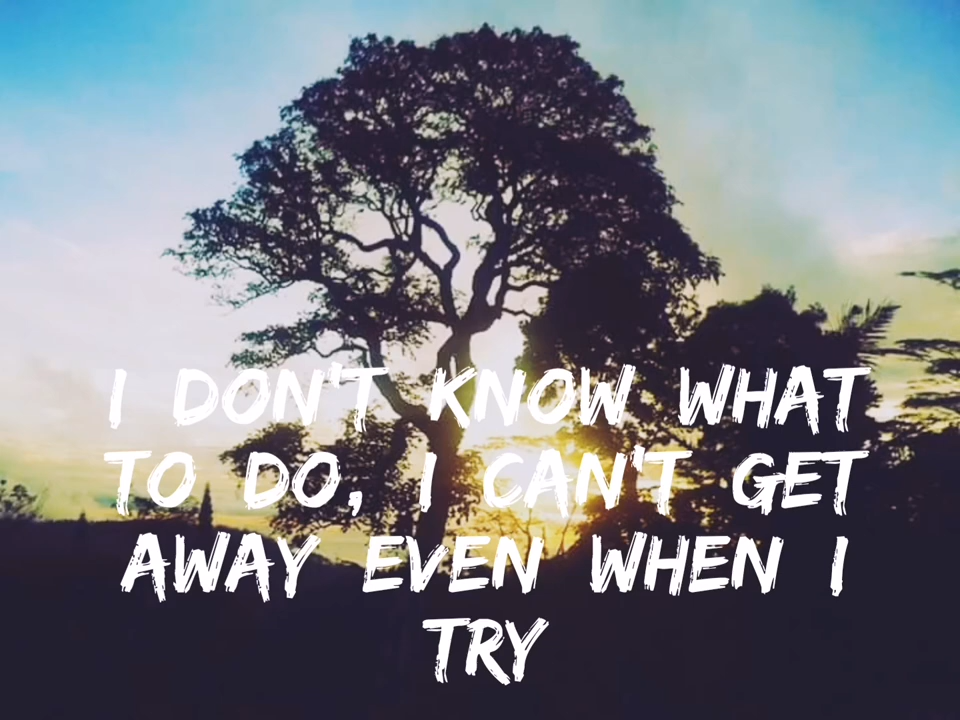 I DON'T KNOW WHAT
TO DO, I CAN'T GET
AWAY EVEN WHEN I
TRY